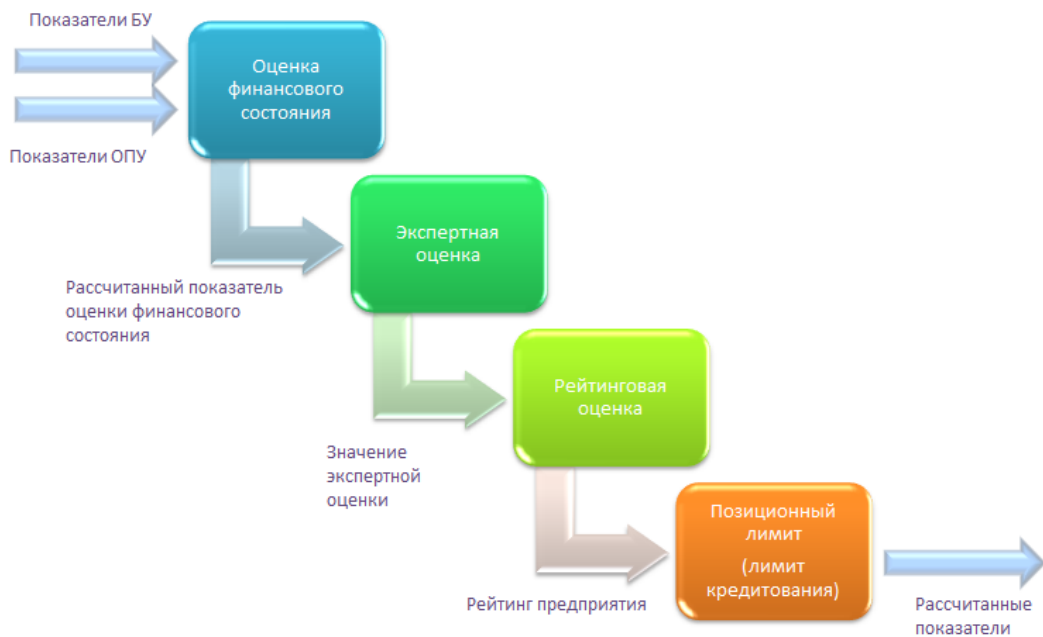 Показатели БУ
Оценка
финансового
состояния
Показатели ОПУ
Экспертная
оценка
Рассчитанный показатель
оценки финансового
состояния
Рейтинговая
оценка
Значение
экспертной
оценки
Позиционный
лимит
(лимит
кредитования)
Рейтинг предприятия
Рассчитанные
показатели